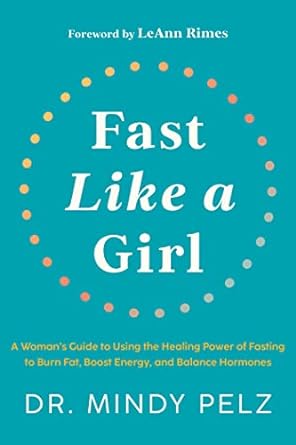 Foreword by LeAnn Rimes
Fast
Like a
Girl
A Woman's Guide to Using the Healing Power of Fasting
to Burn Fat, Boost Energy, and Balance Hormones
DR. MINDY PELZ